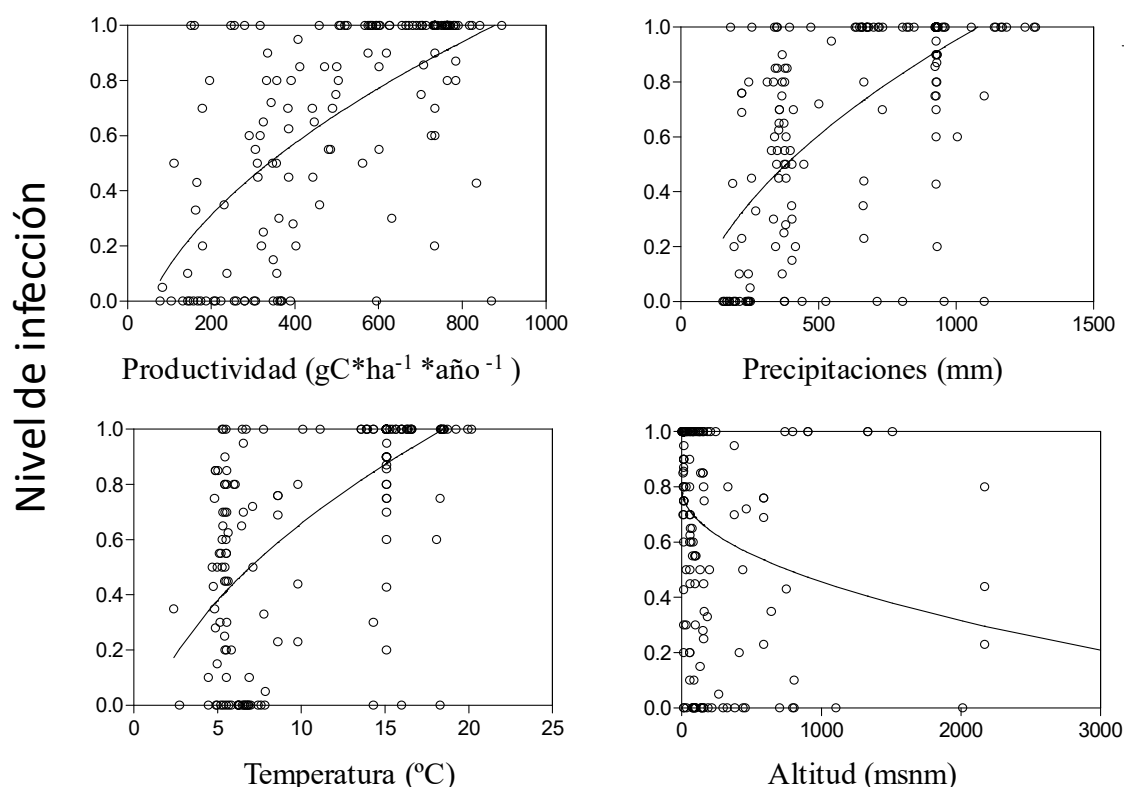 Nivel de infección
1.0
0.8
0.6
0.4
0.2
0.0
0 200 400 600 800 1000
Productividad (gC*ha⁻¹ *año ⁻¹ )
1.0
0.8
0.6
0.4
0.2
0.0
0 500 1000 1500
Precipitaciones (mm)
1.0
0.8
0.6
0.4
0.2
0.0
0 5 10 15 20 25
Temperatura (ºC)
1.0
0.8
0.6
0.4
0.2
0.0
0 1000 2000 3000
Altitud (msnm)